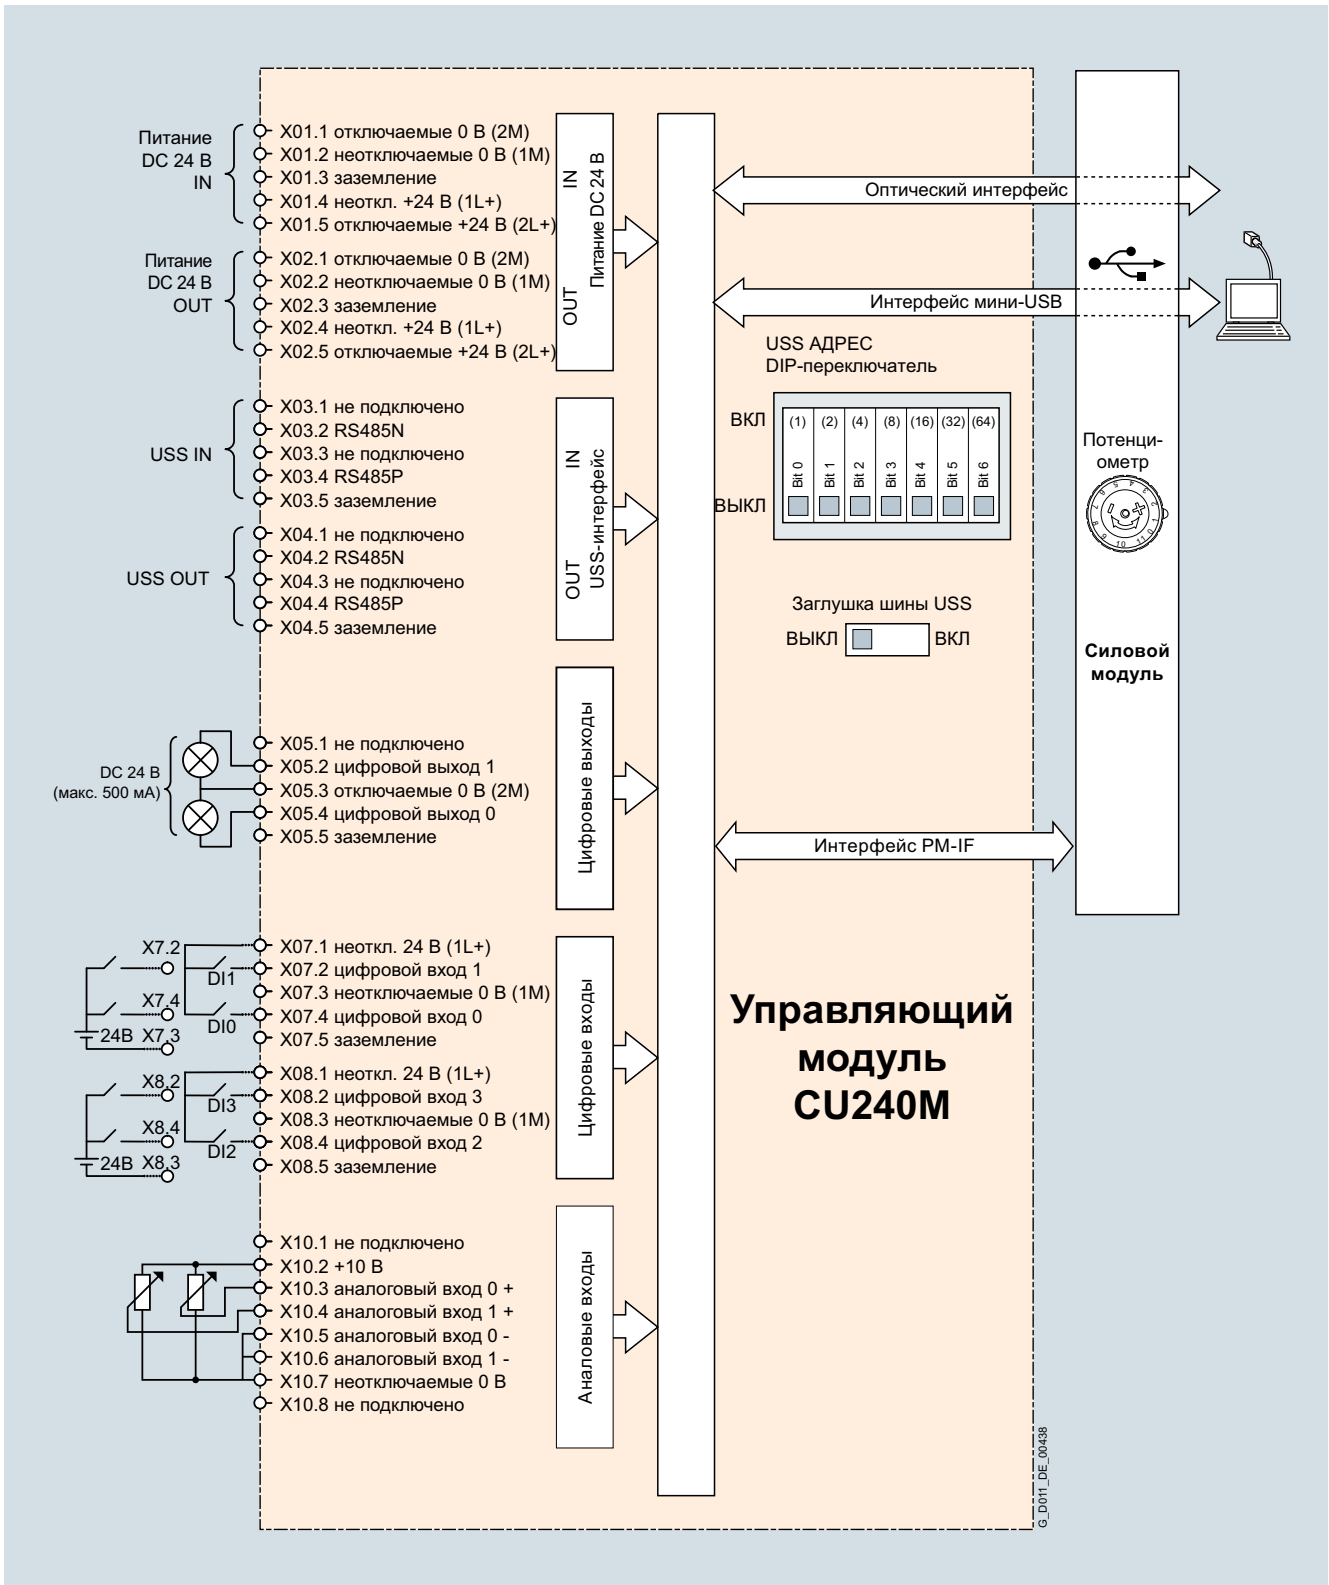 Питание
DC 24 В
IN
X01.1 отключаемые 0 В (2M)
X01.2 неотключаемые 0 В (1M)
X01.3 заземление
X01.4 неоткл. +24 В (1L+)
X01.5 отключаемые +24 В (2L+)
Питание
DC 24 В
OUT
X02.1 отключаемые 0 В (2M)
X02.2 неотключаемые 0 В (1M)
X02.3 заземление
X02.4 неоткл. +24 В (1L+)
X02.5 отключаемые +24 В (2L+)
OUT IN
Питание DC 24 В
USS IN
X03.1 не подключено
X03.2 RS485N
X03.3 не подключено
X03.4 RS485P
X03.5 заземление
USS OUT
X04.1 не подключено
X04.2 RS485N
X04.3 не подключено
X04.4 RS485P
X04.5 заземление
OUT IN
USS-интерфейс
DC 24 В
(макс. 500 мА)
X05.1 не подключено
X05.2 цифровой выход 1
X05.3 отключаемые 0 В (2M)
X05.4 цифровой выход 0
X05.5 заземление
Цифровые выходы
X7.2
X7.4
24В X7.3
DI1
DI0
X07.1 неоткл. 24 В (1L+)
X07.2 цифровой вход 1
X07.3 неотключаемые 0 В (1M)
X07.4 цифровой вход 0
X07.5 заземление
X8.2
X8.4
24В X8.3
DI3
DI2
X08.1 неоткл. 24 В (1L+)
X08.2 цифровой вход 3
X08.3 неотключаемые 0 В (1M)
X08.4 цифровой вход 2
X08.5 заземление
Цифровые входы
X10.1 не подключено
X10.2 +10 В
X10.3 аналоговый вход 0 +
X10.4 аналоговый вход 1 +
X10.5 аналоговый вход 0 -
X10.6 аналоговый вход 1 -
X10.7 неотключаемые 0 В
X10.8 не подключено
Аналовые входы
Оптический интерфейс
Интерфейс мини-USB
USS АДРЕС
DIP-переключатель
ВКЛ
(1) (2) (4) (8) (16) (32) (64)
Bit 0 Bit 1 Bit 2 Bit 3 Bit 4 Bit 5 Bit 6
ВЫКЛ
Заглушка шины USS
ВЫКЛ ВКЛ
Интерфейс PM-IF
Управляющий
модуль
CU240M
Потенци-
ометр
0 1 2 3 4 5 6 7 8 9 10 11
Силовой
модуль
G_D011_DE_00438